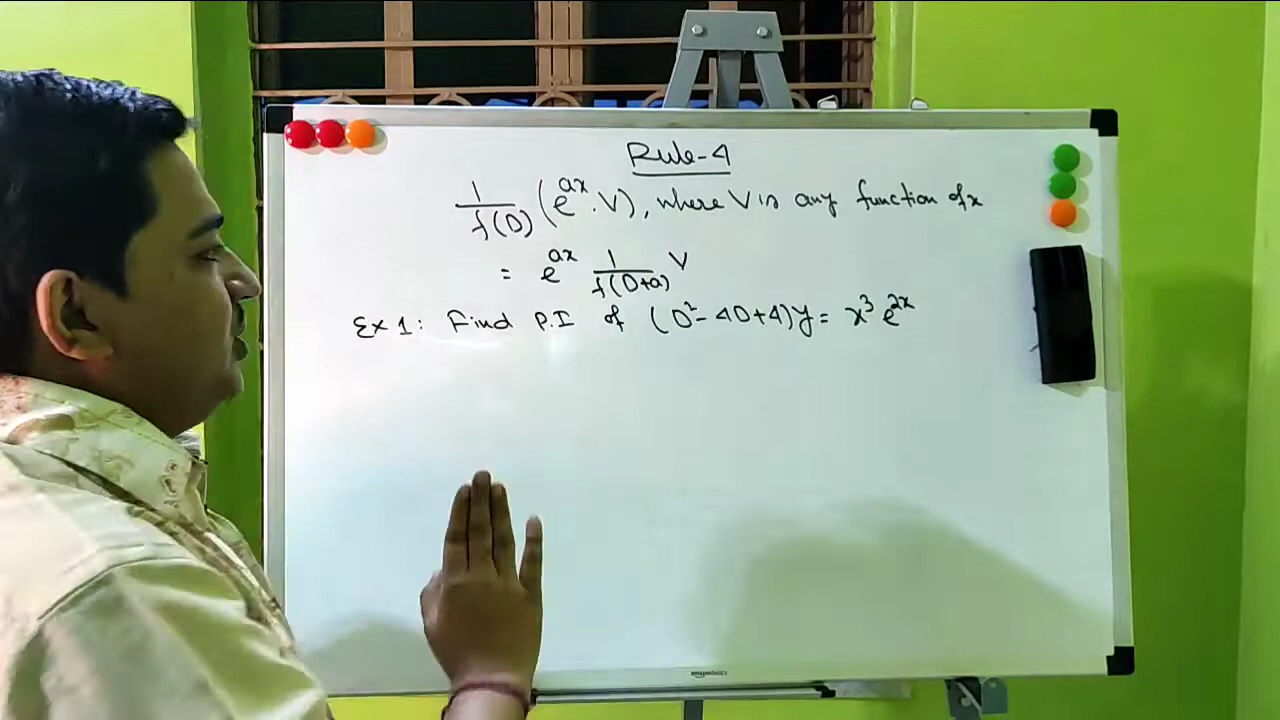 Rule-4
1/f(D) (e^{ax}.V), where V is any function of x
= e^{ax} 1/f(D+a) V
Ex 1: Find P.I of (D²-4D+4)y = x³e^{2x}